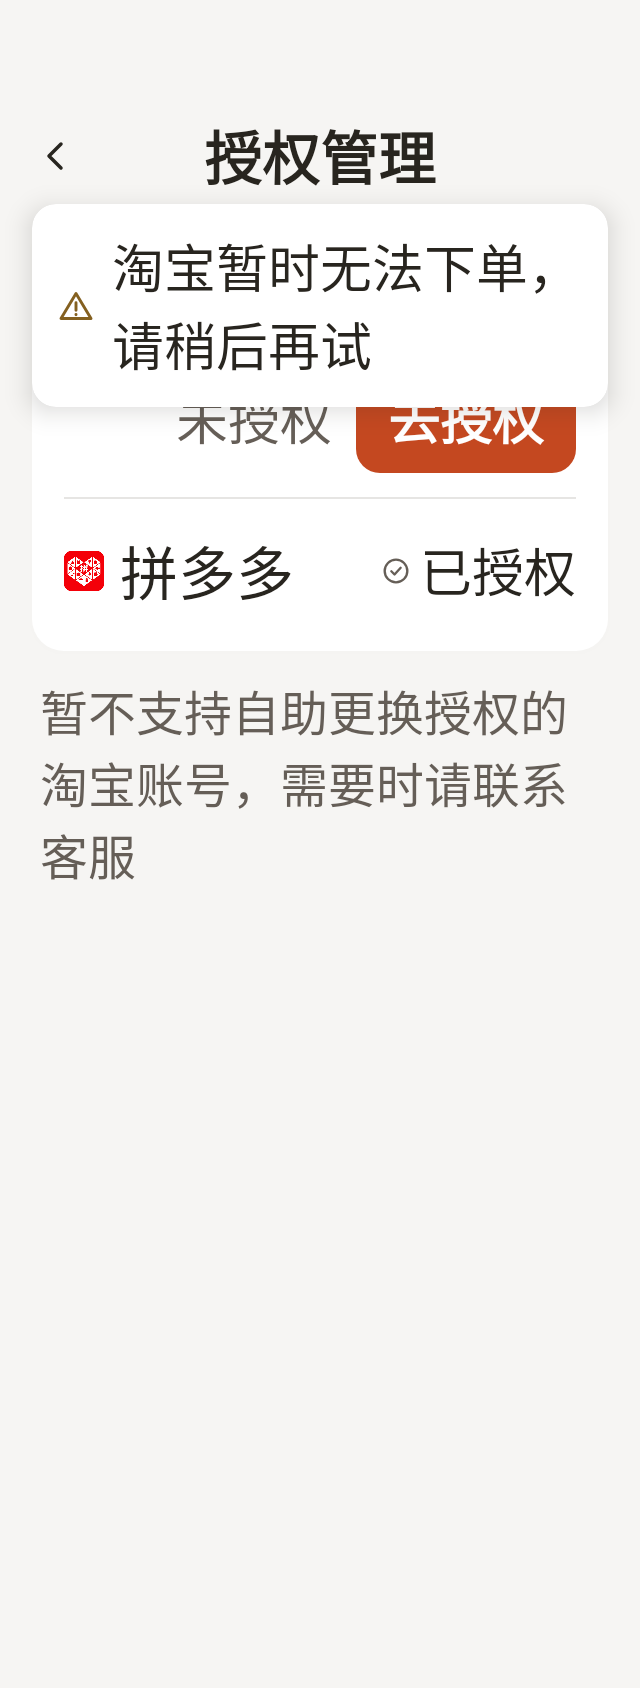 授权管理
淘宝暂时无法下单，
请稍后再试
未授权
去授权
拼多多
已授权
暂不支持自助更换授权的
淘宝账号，需要时请联系
客服